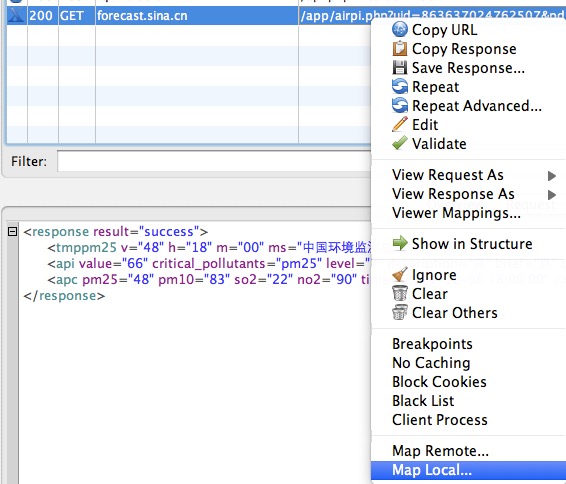 200 GET forecast.sina.cn /app/airpi.php?uid=863637024762507&pd
Filter:
<response result="success">
<tmppm25 v="48" h="18" m="00" ms="中国环境监
<api value="66" critical_pollutants="pm25" level="
<apc pm25="48" pm10="83" so2="22" no2="90" ti
</response>
Copy URL
Copy Response
Save Response...
Repeat
Repeat Advanced...
Edit
Validate
View Request As
View Response As
Viewer Mappings...
Show in Structure
Ignore
Clear
Clear Others
Breakpoints
No Caching
Block Cookies
Black List
Client Process
Map Remote...
Map Local...